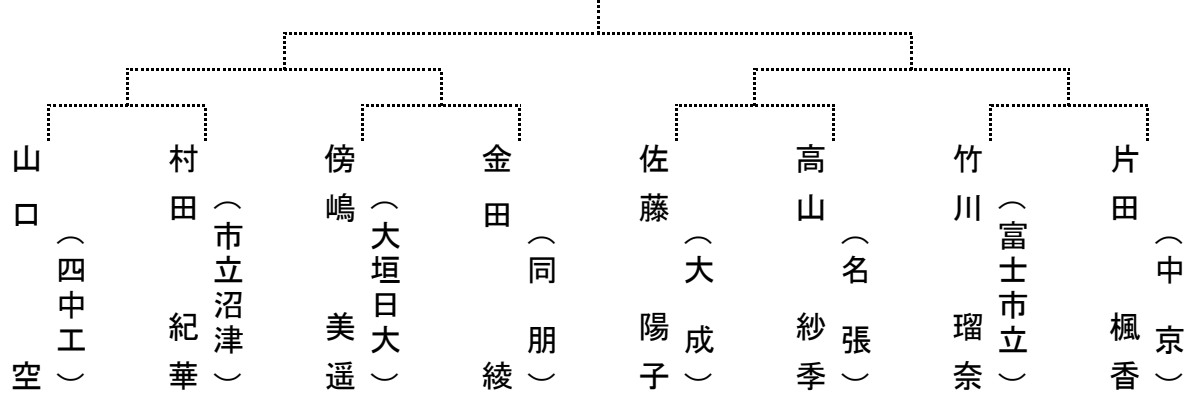 山口 空
（四中工）
村田 紀華
（市立沼津）
傍嶋 美遥
（大垣日大）
金田 綾
（同朋）
佐藤 陽子
（大成）
高山 紗季
（名張）
竹川 瑠奈
（富士市立）
片田 楓香
（中京）